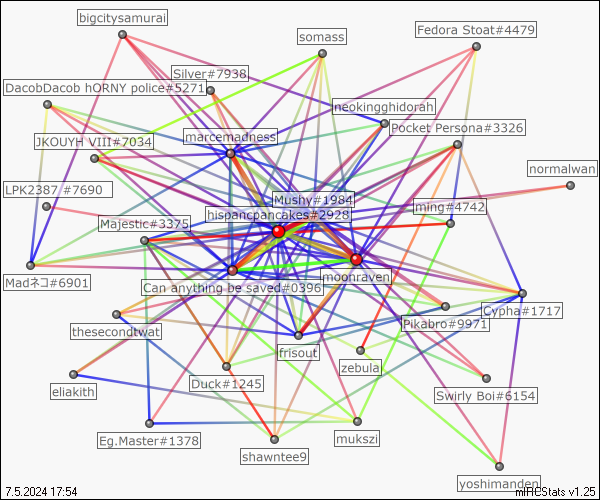 bigcitysamurai
Fedora Stoat#4479
somass
Silver#7938
DacobDacob hORNY police#5271
neokingghidorah
Pocket Persona#3326
marcemadness
JKOUYH VIII#7034
normalwan
LPK2387 #7690
Mushy#1984
ming#4742
hispancpancakes#2928
Majestic#3375
moonraven
Madネコ#6901
Can anything be saved#0396
Cypha#1717
Pikabro#9971
thesecondtwat
frisout
zebula
Duck#1245
eliakith
Swirly Boi#6154
Eg.Master#1378
mukszi
shawntee9
yoshimanden
7.5.2024 17:54
mIRCStats v1.25